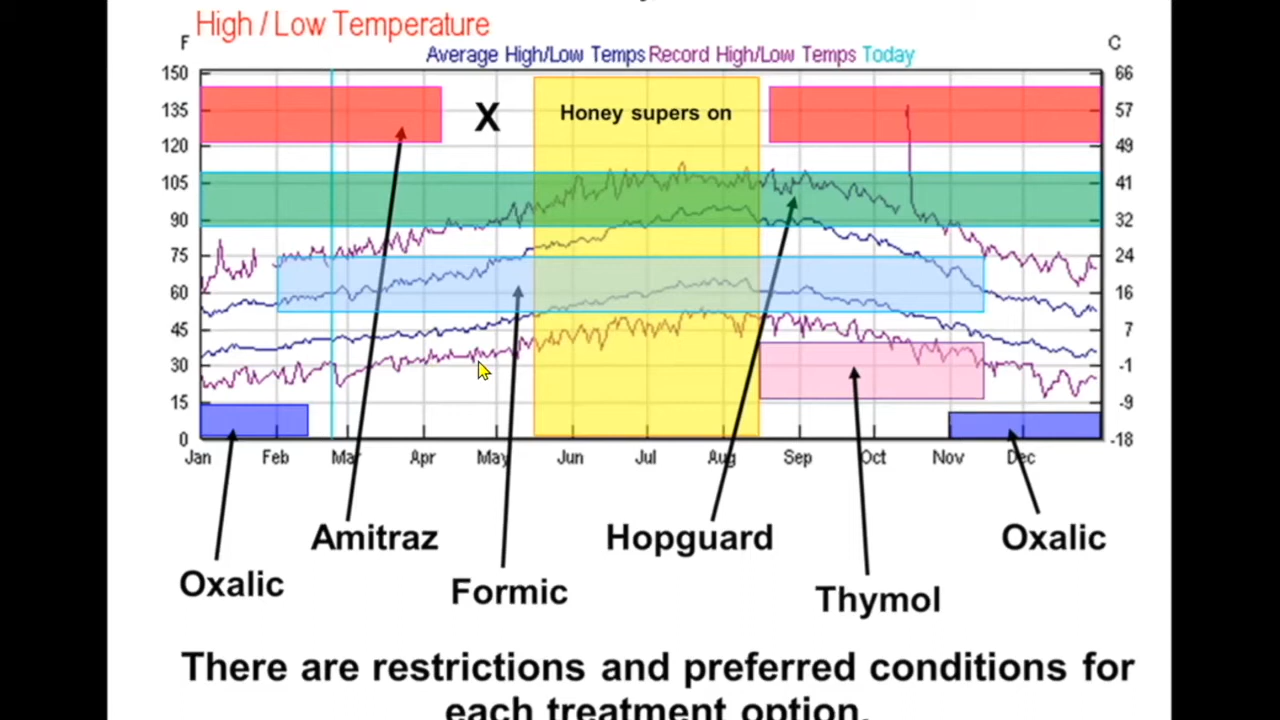 High / Low Temperature
F
C
Average High/Low Temps Record High/Low Temps Today
150 66
135 57
120 49
105 41
90 32
75 24
60 16
45 7
30 -1
15 -9
0 -18
X
Honey supers on
Jan Feb Mar Apr May Jun Jul Aug Sep Oct Nov Dec
Amitraz Hopguard Oxalic
Oxalic Formic Thymol
There are restrictions and preferred conditions for
each treatment option.